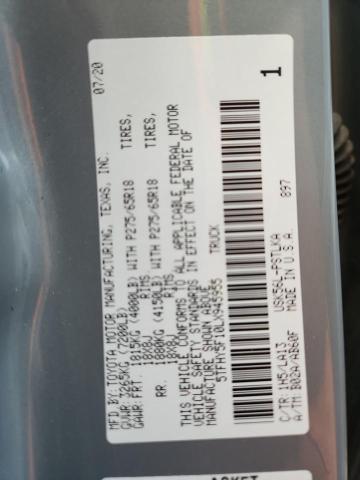 MFD. BY: TOYOTA MOTOR MANUFACTURING, TEXAS, INC. 07/20
GVWR: 3265KG (7200LB)
GAWR: FRT. 1815KG (4000LB) WITH P275/65R18 TIRES,
18X8J RIMS
RR. 1880KG (4150LB) WITH P275/65R18 TIRES,
18X8J RIMS
THIS VEHICLE CONFORMS TO ALL APPLICABLE FEDERAL MOTOR
VEHICLE SAFETY STANDARDS IN EFFECT ON THE DATE OF
MANUFACTURE SHOWN ABOVE.
TRUCK
C/TR: 1H5/LA13 USK56L-PSTLKA
A/TM: B02A/AB60F MADE IN U.S.A. 897
1